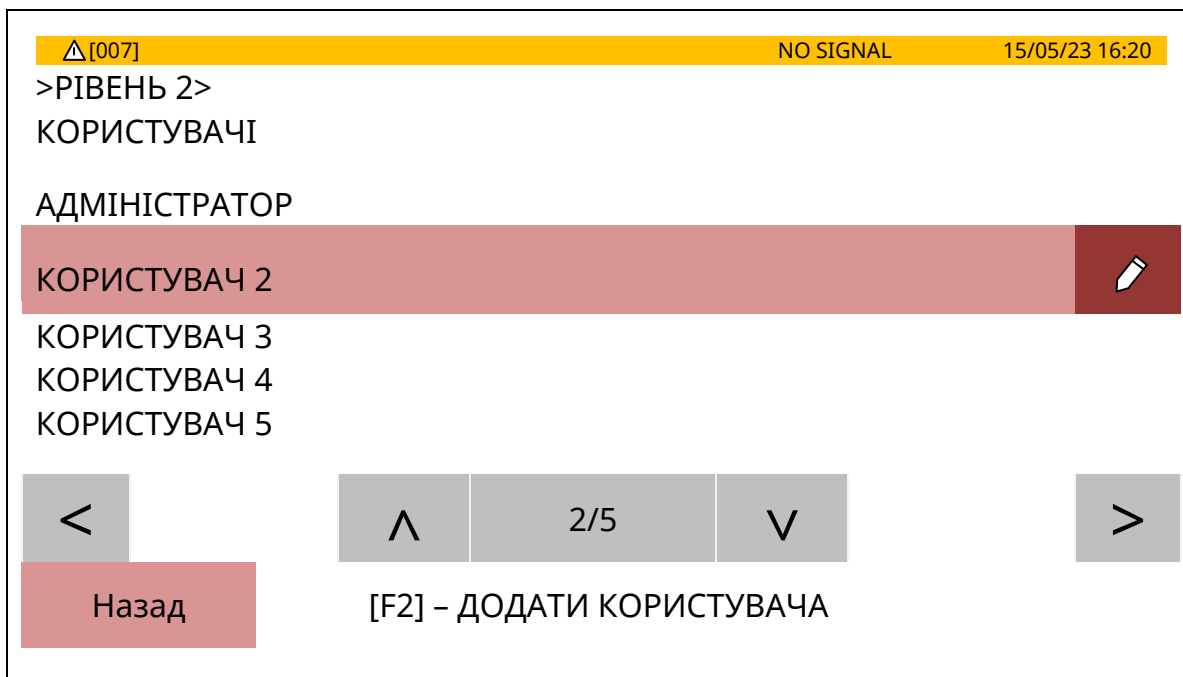 ⚠[007] NO SIGNAL 15/05/23 16:20
>РІВЕНЬ 2>
КОРИСТУВАЧІ
АДМІНІСТРАТОР
КОРИСТУВАЧ 2
КОРИСТУВАЧ 3
КОРИСТУВАЧ 4
КОРИСТУВАЧ 5
< ᐱ 2/5 ᐯ >
Назад [F2] – ДОДАТИ КОРИСТУВАЧА